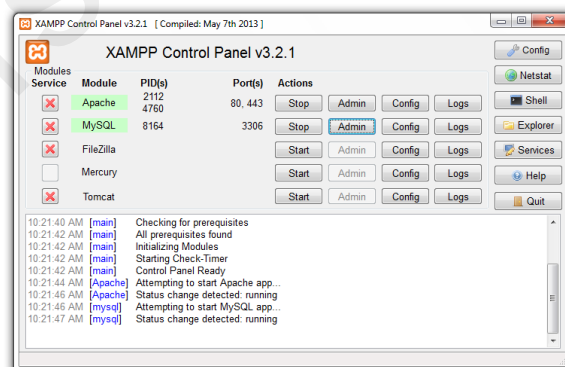 XAMPP Control Panel v3.2.1 [ Compiled: May 7th 2013 ]
XAMPP Control Panel v3.2.1
Config
Modules
Service Module PID(s) Port(s) Actions
Netstat
Apache 2112 4760 80, 443 Stop Admin Config Logs
Shell
MySQL 8164 3306 Stop Admin Config Logs
Explorer
FileZilla Start Admin Config Logs
Services
Mercury Start Admin Config Logs
Help
Tomcat Start Admin Config Logs
Quit
10:21:40 AM [main] Checking for prerequisites
10:21:42 AM [main] All prerequisites found
10:21:42 AM [main] Initializing Modules
10:21:42 AM [main] Starting Check-Timer
10:21:42 AM [main] Control Panel Ready
10:21:44 AM [Apache] Attempting to start Apache app...
10:21:46 AM [Apache] Status change detected: running
10:21:46 AM [mysql] Attempting to start MySQL app...
10:21:47 AM [mysql] Status change detected: running